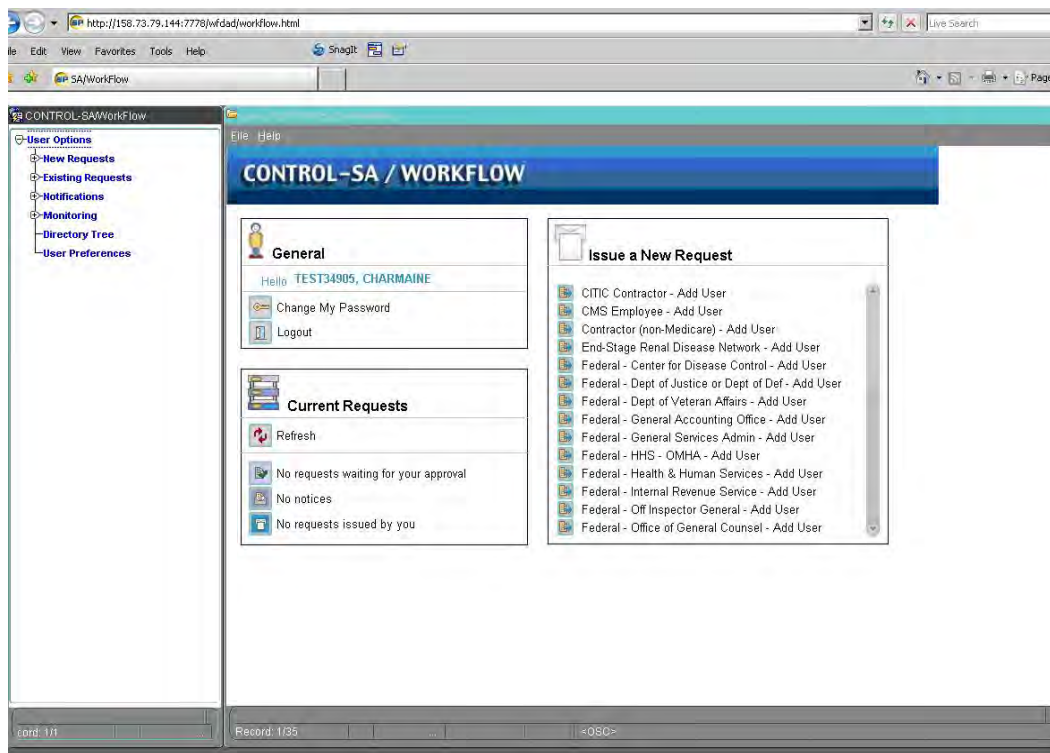 http://158.73.79.144:7778/wfdad/workflow.html
Live Search
Edit View Favorites Tools Help
SnagIt
SA/WorkFlow
Page
CONTROL-SA/WorkFlow
User Options
New Requests
Existing Requests
Notifications
Monitoring
Directory Tree
User Preferences
File Help
CONTROL-SA / WORKFLOW
General
Hello TEST34905, CHARMAINE
Change My Password
Logout
Current Requests
Refresh
No requests waiting for your approval
No notices
No requests issued by you
Issue a New Request
CITIC Contractor - Add User
CMS Employee - Add User
Contractor (non-Medicare) - Add User
End-Stage Renal Disease Network - Add User
Federal - Center for Disease Control - Add User
Federal - Dept of Justice or Dept of Def - Add User
Federal - Dept of Veteran Affairs - Add User
Federal - General Accounting Office - Add User
Federal - General Services Admin - Add User
Federal - HHS - OMHA - Add User
Federal - Health & Human Services - Add User
Federal - Internal Revenue Service - Add User
Federal - Off Inspector General - Add User
Federal - Office of General Counsel - Add User
cord: 1/1
Record: 1/35
...
<OSC>